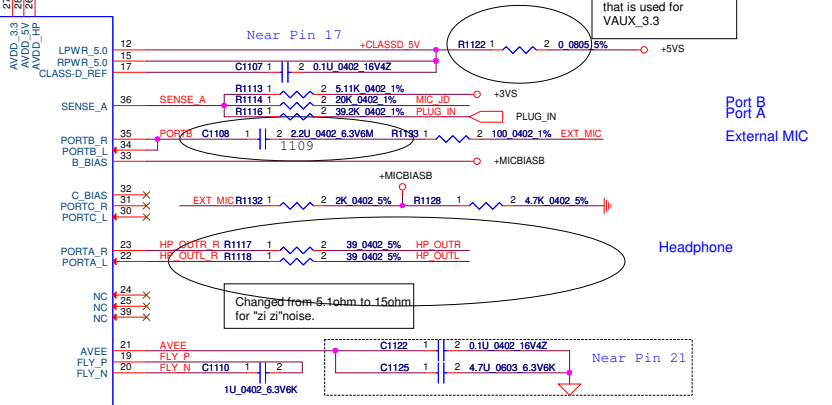 27
28
26
that is used for
VAUX_3.3
AVDD_3.3
AVDD_5V
AVDD_HP
Near Pin 17
LPWR_5.0 12 +CLASSD_5V R1122 1 2 0_0805_5% +5VS
RPWR_5.0 15
CLASS-D_REF 17 C1107 1 2 0.1U_0402_16V4Z
R1113 1 2 5.11K_0402_1% +3VS
SENSE_A 36 SENSE_A R1114 1 2 20K_0402_1% MIC_JD Port B
R1116 1 2 39.2K_0402_1% PLUG_IN PLUG_IN Port A
PORTB_R 35 PORTB C1108 1 2 2.2U_0402_6.3V6M R1133 1 2 100_0402_1% EXT_MIC External MIC
PORTB_L 34 1109
B_BIAS 33 +MICBIASB
+MICBIASB
C_BIAS 32
PORTC_R 31 EXT_MIC R1132 1 2 2K_0402_5% R1128 1 2 4.7K_0402_5%
PORTC_L 30
PORTA_R 23 HP_OUTR_R R1117 1 2 39_0402_5% HP_OUTR Headphone
PORTA_L 22 HP_OUTL_R R1118 1 2 39_0402_5% HP_OUTL
NC 24
NC 25
NC 39
Changed from 5.1ohm to 15ohm
for "zi zi"noise.
AVEE 21 AVEE C1122 1 2 0.1U_0402_16V4Z
FLY_P 19 FLY_P Near Pin 21
FLY_N 20 FLY_N C1110 1 2 C1125 1 2 4.7U_0603_6.3V6K
1U_0402_6.3V6K